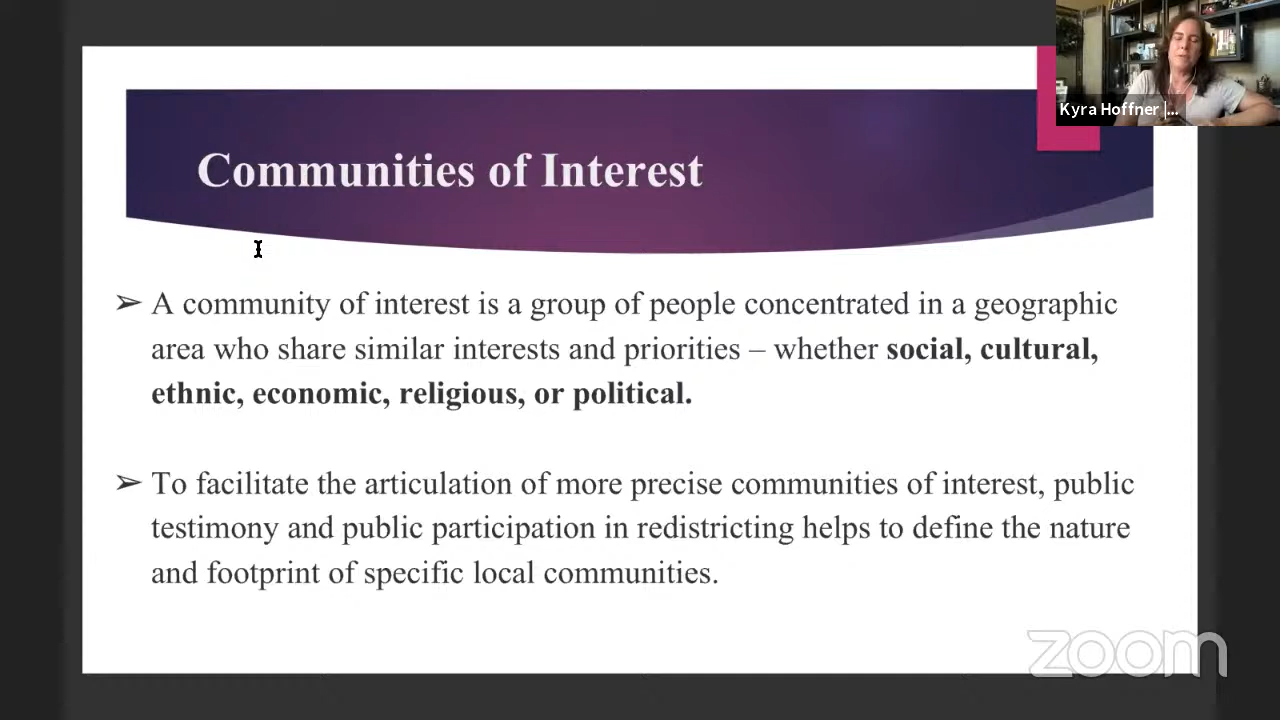 Kyra Hoffner |...
Communities of Interest
➢ A community of interest is a group of people concentrated in a geographic
area who share similar interests and priorities – whether social, cultural,
ethnic, economic, religious, or political.
➢ To facilitate the articulation of more precise communities of interest, public
testimony and public participation in redistricting helps to define the nature
and footprint of specific local communities.
zoom